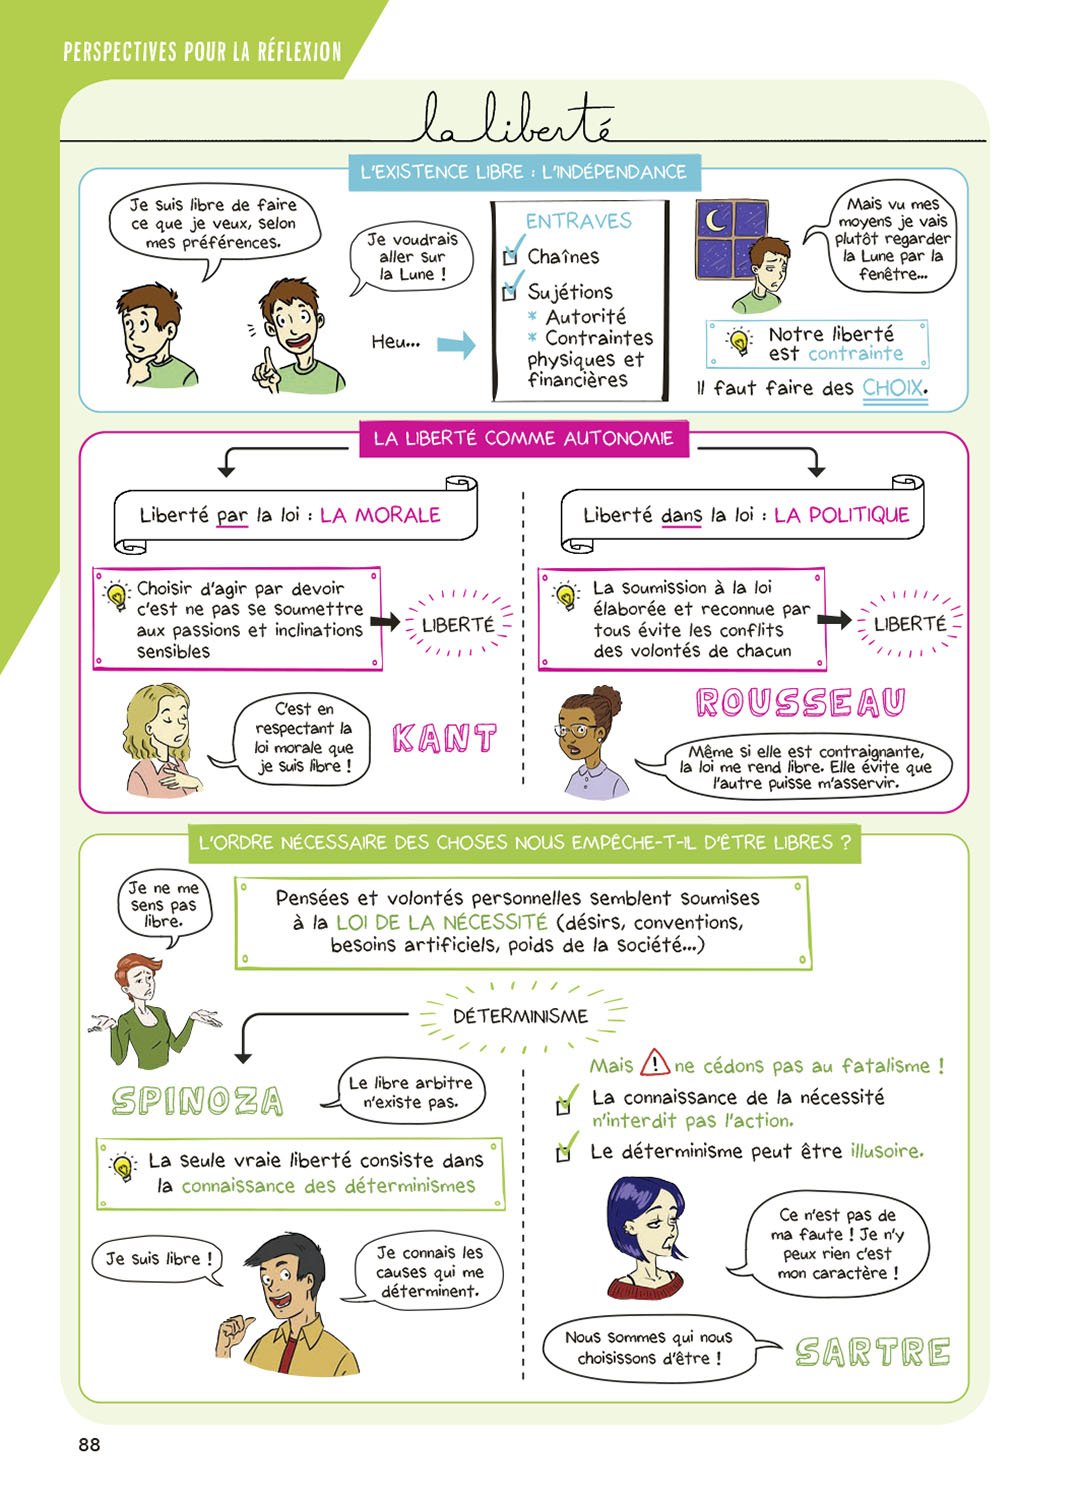 PERSPECTIVES POUR LA RÉFLEXION
la liberté
L'EXISTENCE LIBRE : L'INDÉPENDANCE
Je suis libre de faire
ce que je veux, selon
mes préférences.
Je voudrais
aller sur
la Lune !
Heu...
ENTRAVES
Chaînes
Sujétions
* Autorité
* Contraintes
physiques et
financières
Mais vu mes
moyens je vais
plutôt regarder
la Lune par la
fenêtre...
Notre liberté
est contrainte
Il faut faire des CHOIX.
LA LIBERTÉ COMME AUTONOMIE
Liberté par la loi : LA MORALE
Choisir d'agir par devoir
c'est ne pas se soumettre
aux passions et inclinations
sensibles
LIBERTÉ
C'est en
respectant la
loi morale que
je suis libre !
KANT
Liberté dans la loi : LA POLITIQUE
La soumission à la loi
élaborée et reconnue par
tous évite les conflits
des volontés de chacun
LIBERTÉ
ROUSSEAU
Même si elle est contraignante,
la loi me rend libre. Elle évite que
l'autre puisse m'asservir.
L'ORDRE NÉCESSAIRE DES CHOSES NOUS EMPÊCHE-T-IL D'ÊTRE LIBRES ?
Je ne me
sens pas
libre.
Pensées et volontés personnelles semblent soumises
à la LOI DE LA NÉCESSITÉ (désirs, conventions,
besoins artificiels, poids de la société...)
DÉTERMINISME
SPINOZA
Le libre arbitre
n'existe pas.
La seule vraie liberté consiste dans
la connaissance des déterminismes
Je suis libre !
Je connais les
causes qui me
déterminent.
Mais ! ne cédons pas au fatalisme !
La connaissance de la nécessité
n'interdit pas l'action.
Le déterminisme peut être illusoire.
Ce n'est pas de
ma faute ! Je n'y
peux rien c'est
mon caractère !
Nous sommes qui nous
choisissons d'être !
SARTRE
88